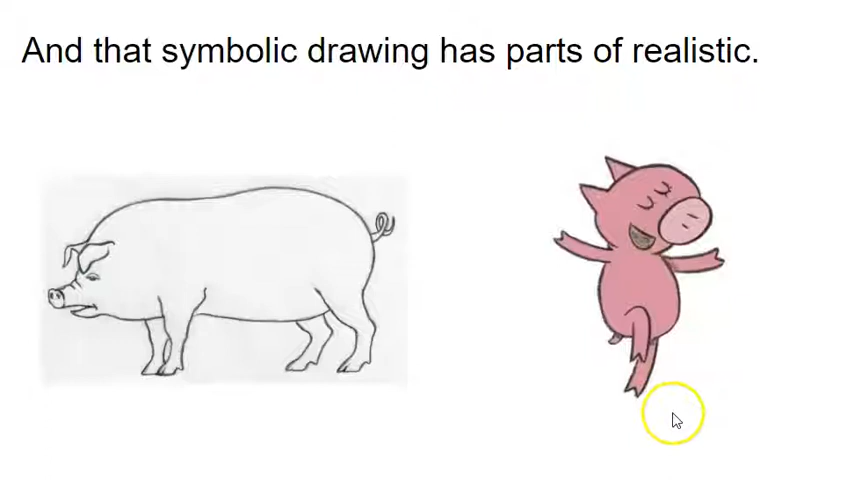 And that symbolic drawing has parts of realistic.